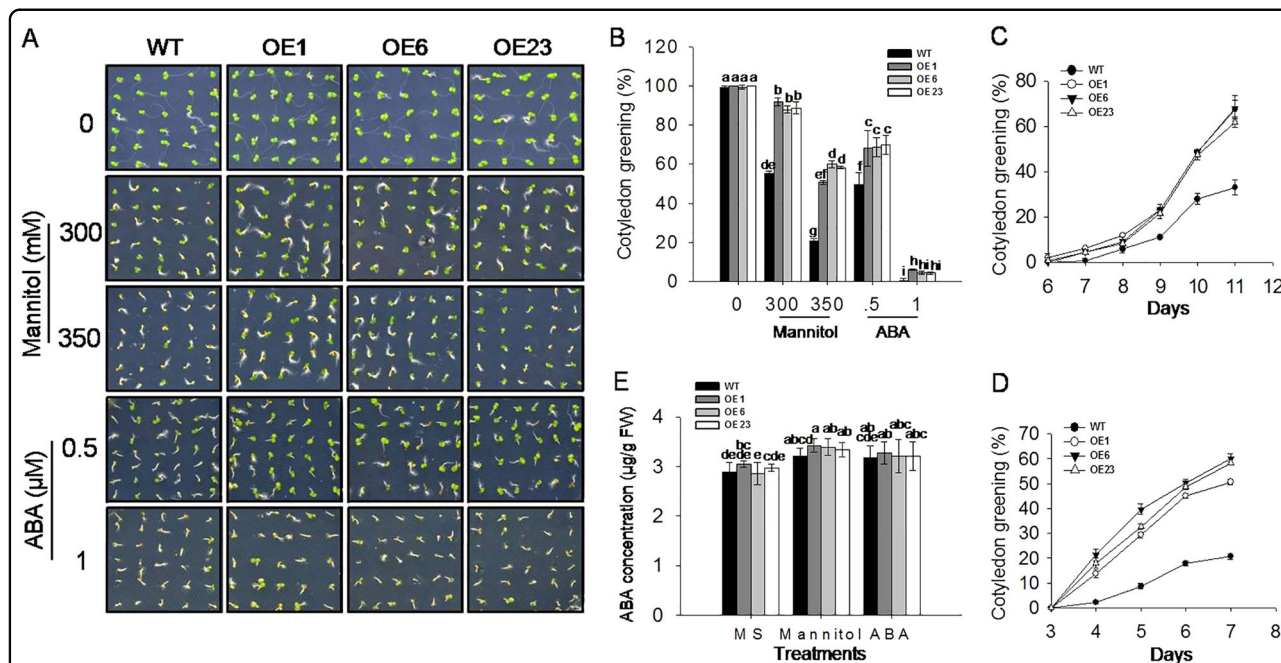 A
WT OE1 OE6 OE23
0
Mannitol (mM)
300
350
ABA (µM)
0.5
1
B
Cotyledon greening (%)
120
100
80
60
40
20
0
WT
OE 1
OE 6
OE 23
a a a a
b
b b
de
g
ef
d d
f
c c c
i
h hi hi
0 300 350 .5 1
Mannitol ABA
C
Cotyledon greening (%)
80
60
40
20
0
WT
OE1
OE6
OE23
6 7 8 9 10 11 12
Days
E
ABA concentration (µg/g FW)
4
3
2
1
0
WT
OE 1
OE 6
OE 23
de
bc
de
e
cde
abcd
a
ab
ab
ab
cde
ab
abc
abc
MS Mannitol ABA
Treatments
D
Cotyledon greening (%)
70
60
50
40
30
20
10
0
WT
OE1
OE6
OE23
3 4 5 6 7 8
Days